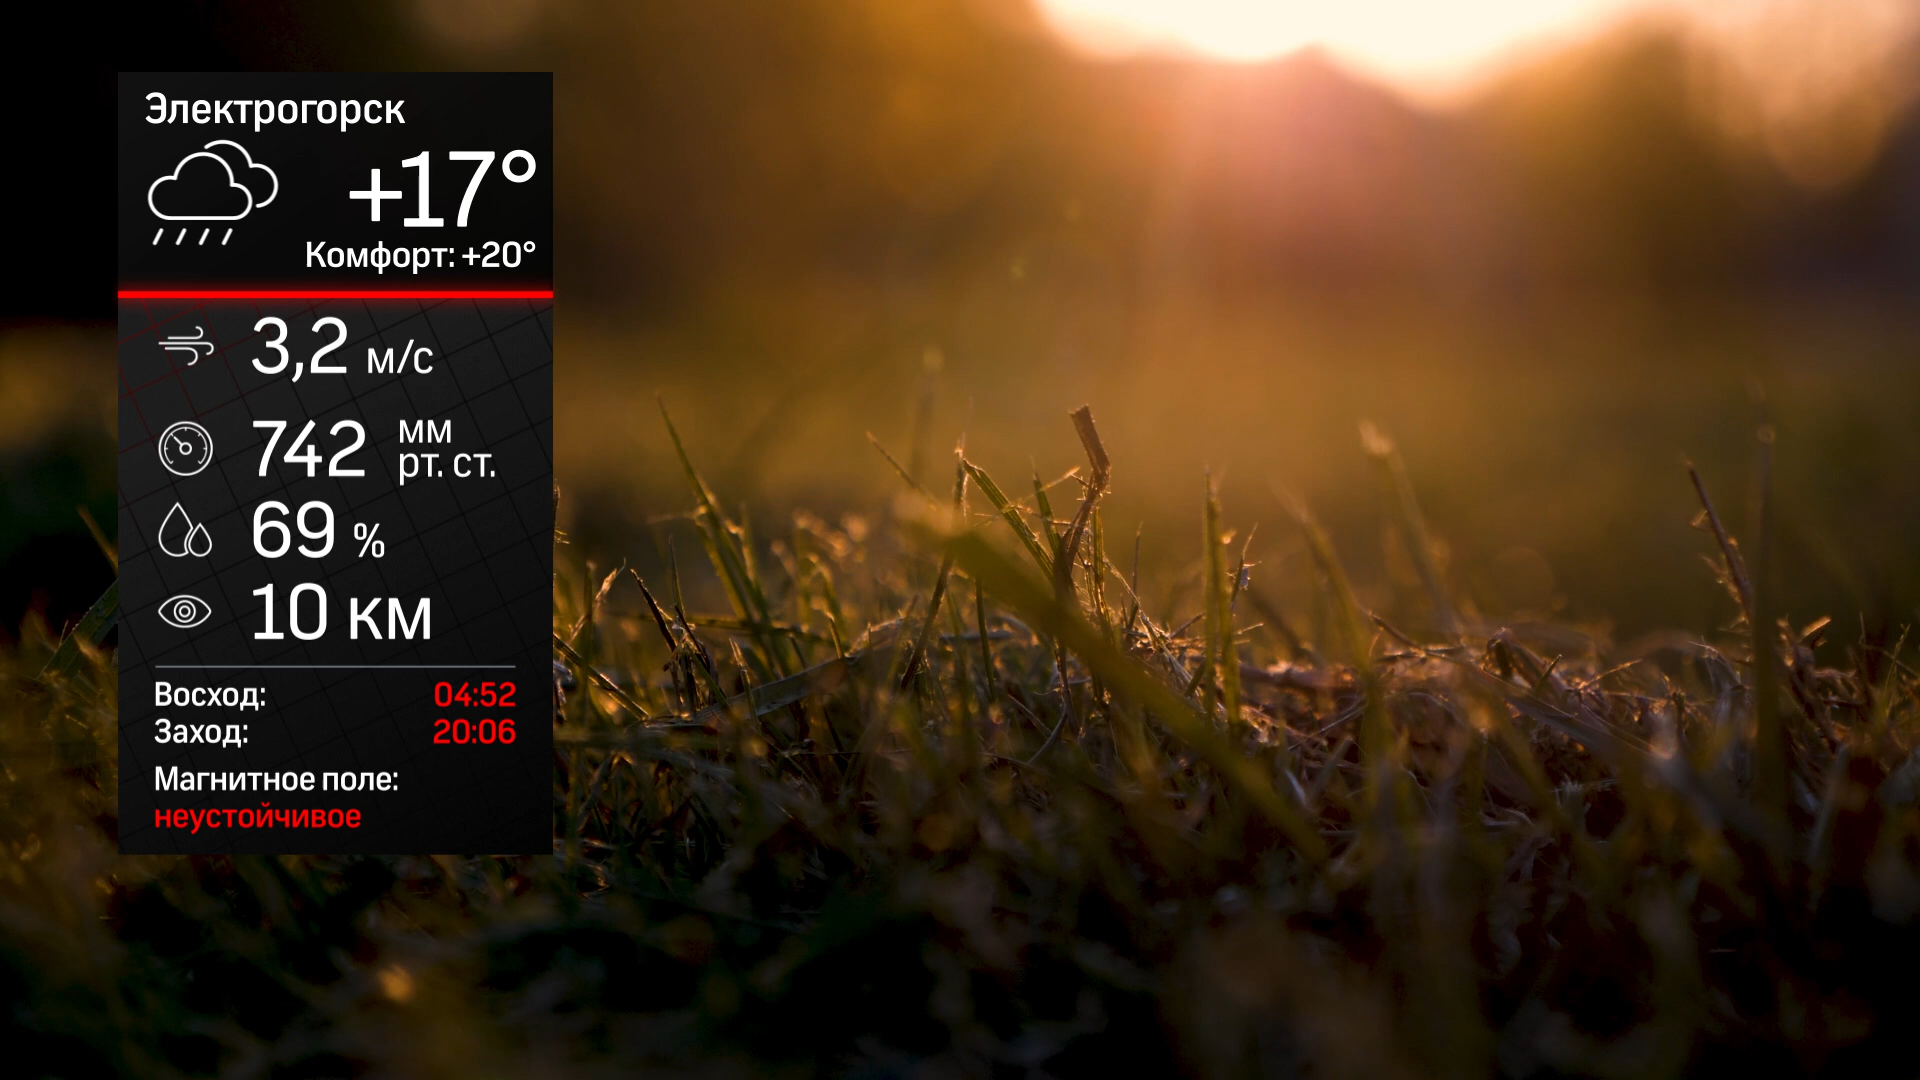 Электрогорск
+17°
Комфорт: +20°
3,2 м/с
742 мм рт. ст.
69 %
10 км
Восход: 04:52
Заход: 20:06
Магнитное поле:
неустойчивое